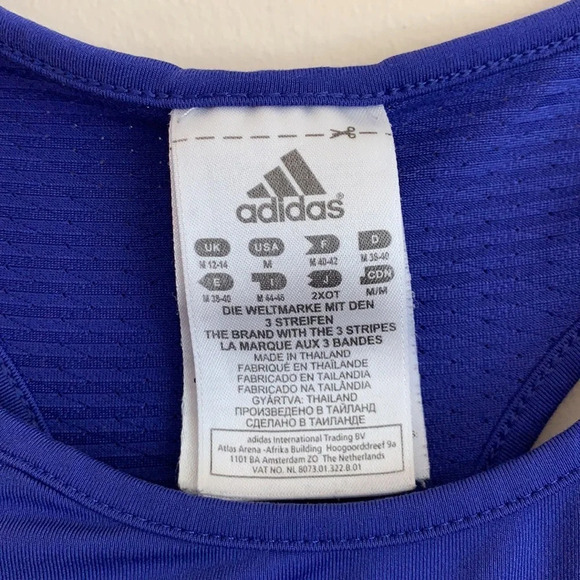 adidas®
UK USA F D
M 12-14 M M 40-42 M 38-40
E I J CDN
M 38-40 M 44-46 2XOT M/M
DIE WELTMARKE MIT DEN
3 STREIFEN
THE BRAND WITH THE 3 STRIPES
LA MARQUE AUX 3 BANDES
MADE IN THAILAND
FABRIQUÉ EN THAÏLANDE
FABRICADO EN TAILANDIA
FABRICADO NA TAILÂNDIA
GYÁRTVA: THAILAND
ПРОИЗВЕДЕНО В ТАЙЛАНД
СДЕЛАНО В ТАИЛАНДЕ
adidas International Trading BV
Atlas Arena -Afrika Building Hoogoorddreef 9a
1101 BA Amsterdam ZO The Netherlands
VAT NO. NL 8073.01.322.B.01